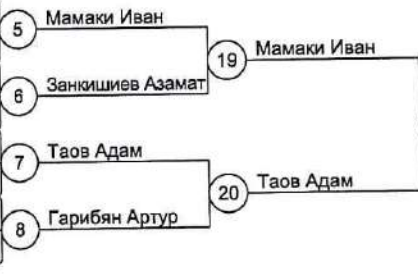 5 Мамаки Иван
19 Мамаки Иван
6 Занкишиев Азамат
7 Таов Адам
20 Таов Адам
8 Гарибян Артур